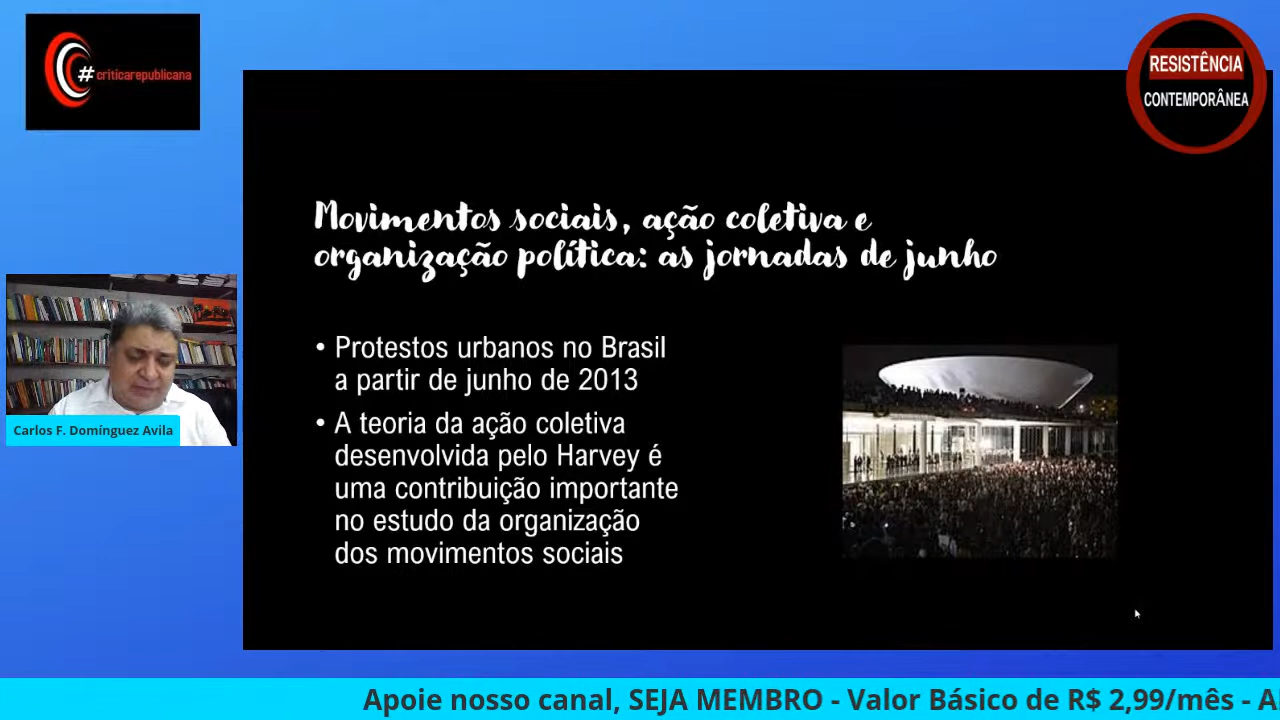 #criticarepublicana
RESISTÊNCIA
CONTEMPORÂNEA
Movimentos sociais, ação coletiva e
organização política: as jornadas de junho
• Protestos urbanos no Brasil
a partir de junho de 2013
• A teoria da ação coletiva
desenvolvida pelo Harvey é
uma contribuição importante
no estudo da organização
dos movimentos sociais
Carlos F. Domínguez Avila
Apoie nosso canal, SEJA MEMBRO - Valor Básico de R$ 2,99/mês - A